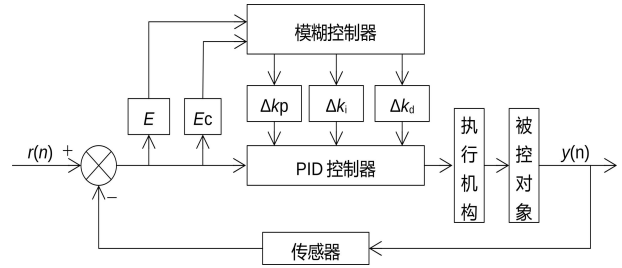 模糊控制器
E
Ec
Δkp
Δki
Δkd
r(n)
+
−
PID 控制器
执行机构
被控对象
y(n)
传感器